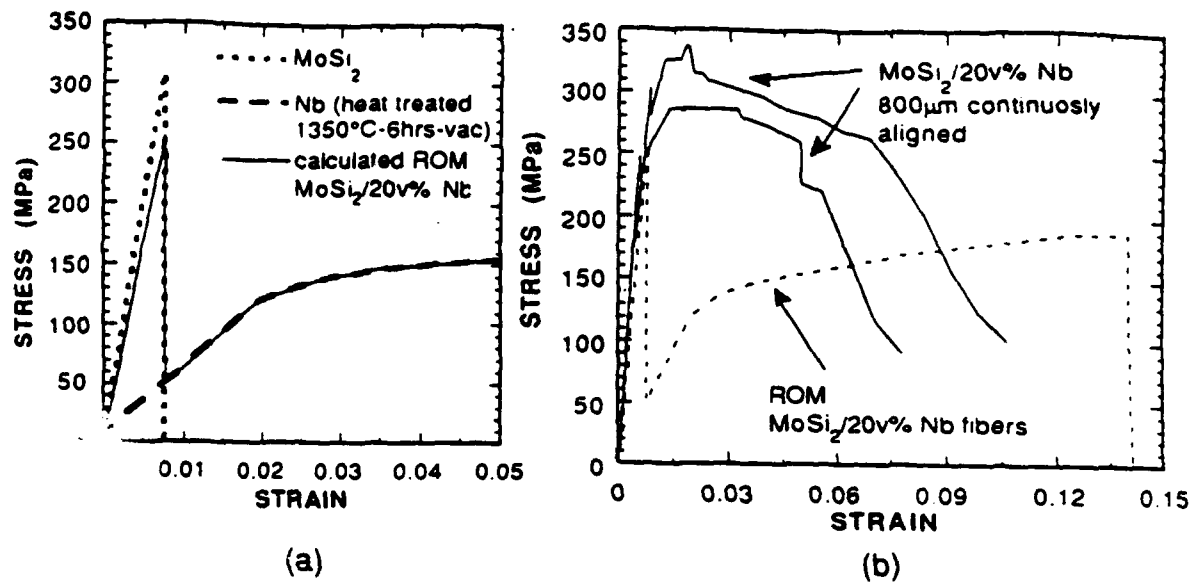 350
300
250
200
150
100
50
STRESS (MPa)
MoSi2
Nb (heat treated
1350°C-6hrs-vac)
calculated ROM
MoSi2/20v% Nb
0.01 0.02 0.03 0.04 0.05
STRAIN
(a)
350
300
250
200
150
100
50
0
STRESS (MPa)
MoSi2/20v% Nb
800µm continuosly
aligned
ROM
MoSi2/20v% Nb fibers
0 0.03 0.06 0.09 0.12 0.15
STRAIN
(b)